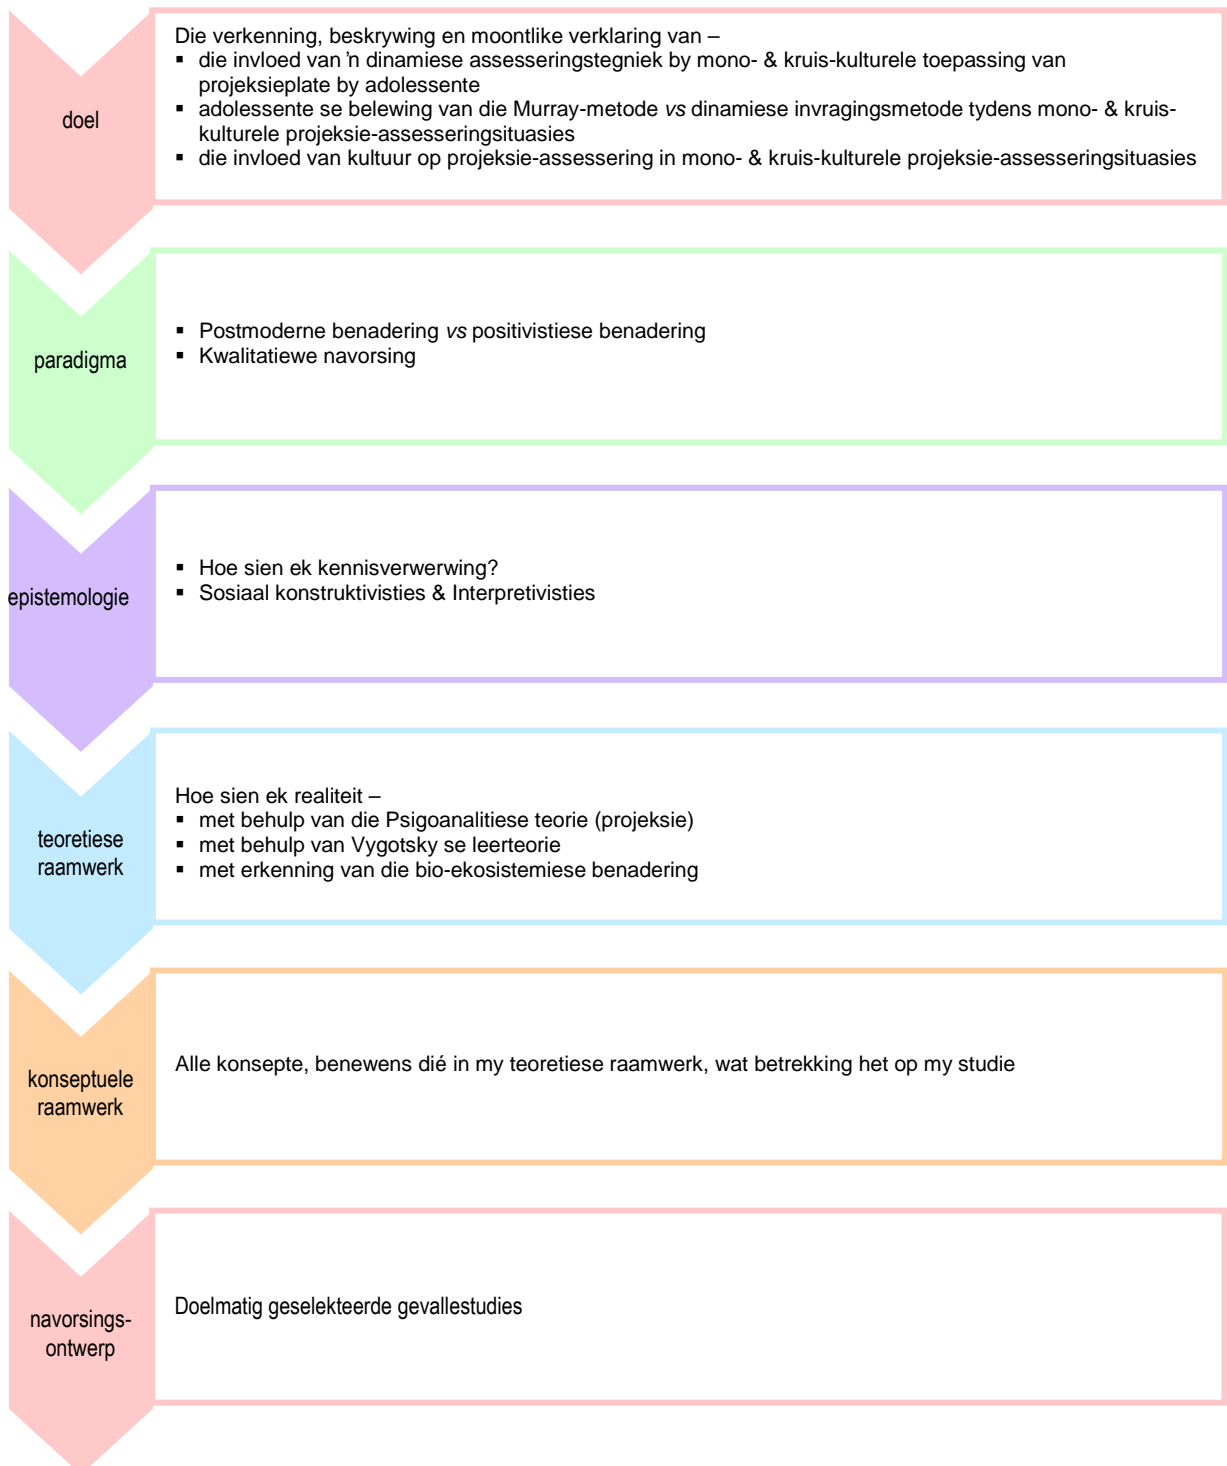 doel
Die verkenning, beskrywing en moontlike verklaring van –
▪ die invloed van 'n dinamiese assesseringstegniek by mono- & kruis-kulturele toepassing van
projeksieplate by adolessente
▪ adolessente se belewing van die Murray-metode vs dinamiese invragingsmetode tydens mono- & kruis-
kulturele projeksie-assesseringsituasies
▪ die invloed van kultuur op projeksie-assessering in mono- & kruis-kulturele projeksie-assesseringsituasies
paradigma
▪ Postmoderne benadering vs positivistiese benadering
▪ Kwalitatiewe navorsing
epistemologie
▪ Hoe sien ek kennisverwerwing?
▪ Sosiaal konstruktivisties & Interpretivisties
teoretiese
raamwerk
Hoe sien ek realiteit –
▪ met behulp van die Psigoanalitiese teorie (projeksie)
▪ met behulp van Vygotsky se leerteorie
▪ met erkenning van die bio-ekosistemiese benadering
konseptuele
raamwerk
Alle konsepte, benewens dié in my teoretiese raamwerk, wat betrekking het op my studie
navorsings-
ontwerp
Doelmatig geselekteerde gevallestudies